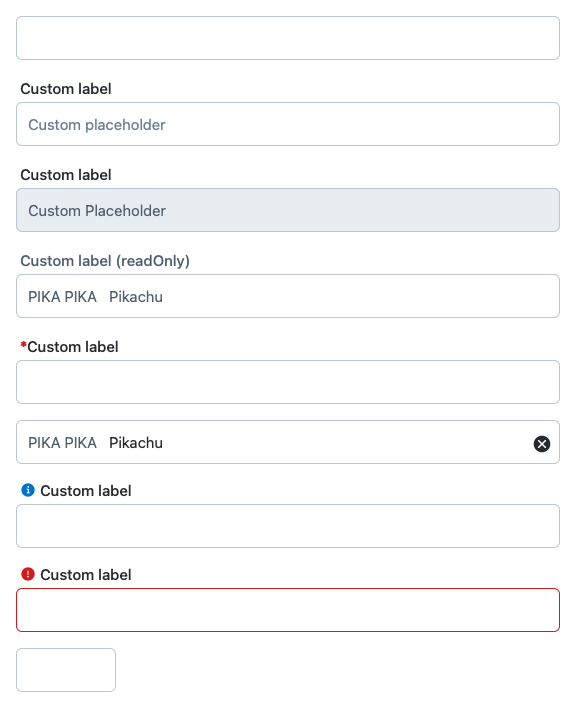 Custom label
Custom placeholder
Custom label
Custom Placeholder
Custom label (readOnly)
PIKA PIKA Pikachu
*Custom label
PIKA PIKA Pikachu
Custom label
Custom label